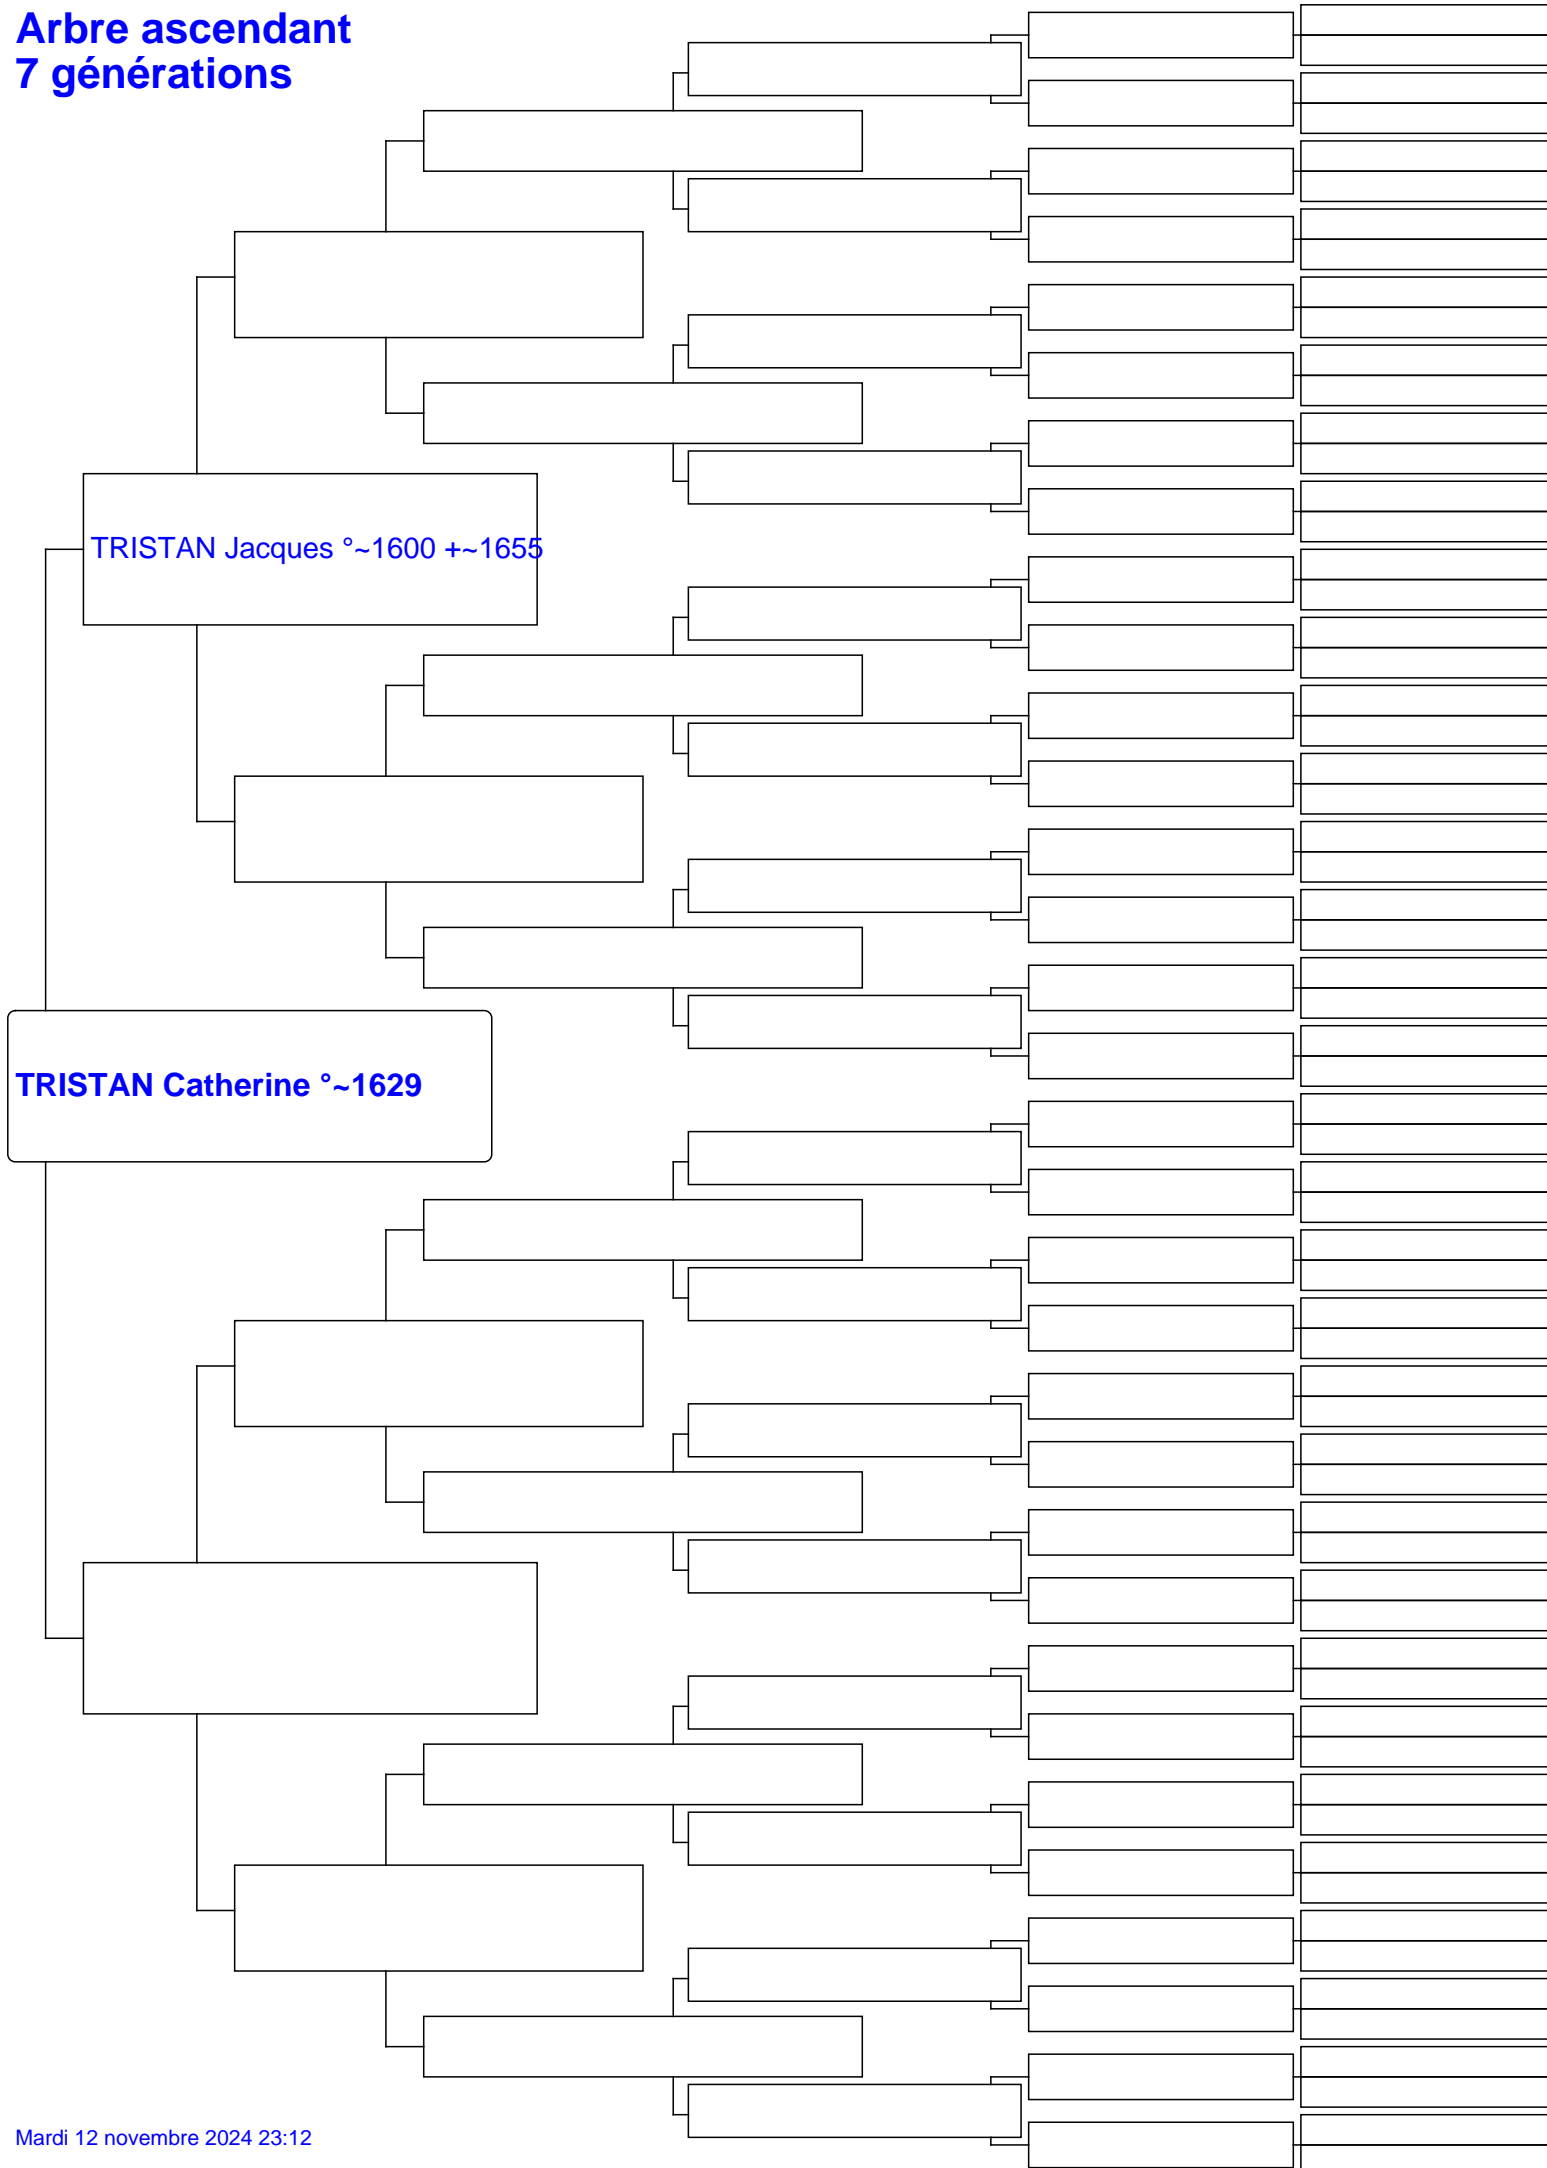 Arbre ascendant
7 générations
TRISTAN Jacques °~1600 +~1655
TRISTAN Catherine °~1629
Mardi 12 novembre 2024 23:12